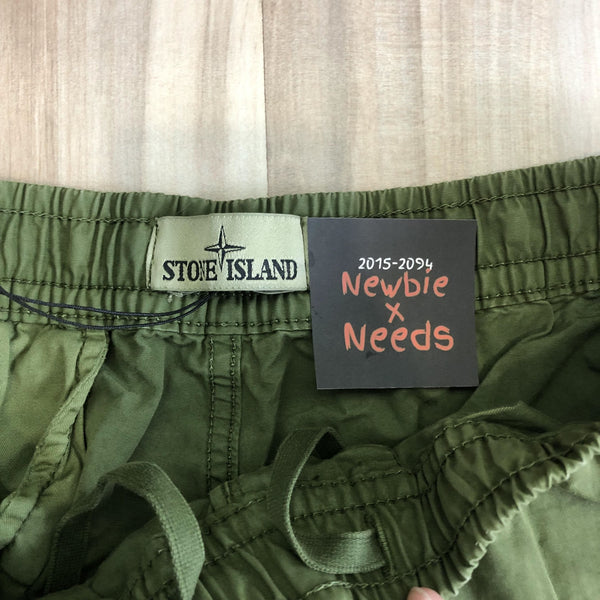 STONE ISLAND
2015-2094
Newbie
x
Needs